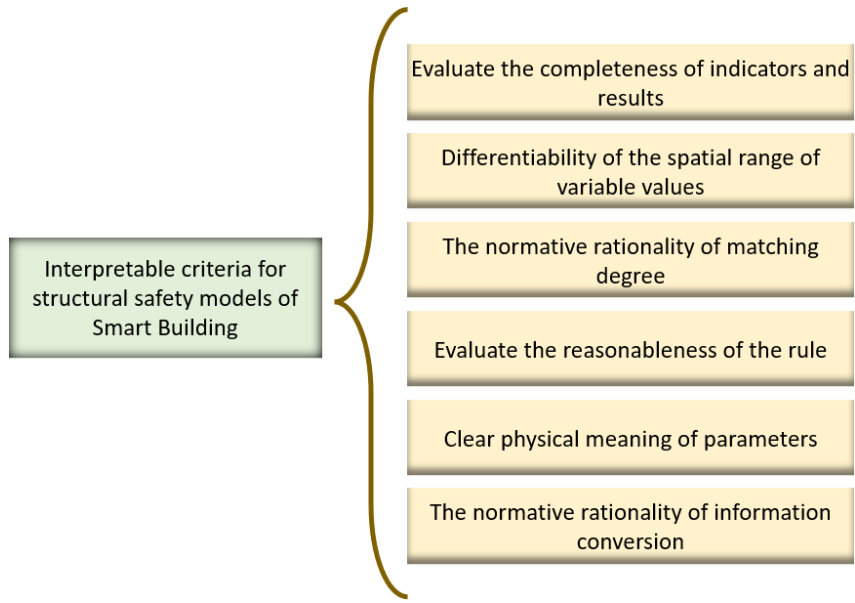 Interpretable criteria for
structural safety models of
Smart Building
Evaluate the completeness of indicators and
results
Differentiability of the spatial range of
variable values
The normative rationality of matching
degree
Evaluate the reasonableness of the rule
Clear physical meaning of parameters
The normative rationality of information
conversion